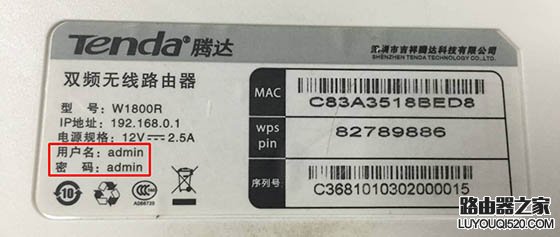 Tenda® 腾达
深圳市吉祥腾达科技有限公司
SHENZHEN TENDA TECHNOLOGY CO.,LTD.
双频无线路由器
型 号：W1800R
IP地址：192.168.0.1
电源规格：12V⎓2.5A
用户名：admin
密 码：admin
10
CCC
A086739
MAC
C83A3518BED8
wps pin
82789886
序列号
C3681010302000015
路由器之家
LUYOUQI520.COM